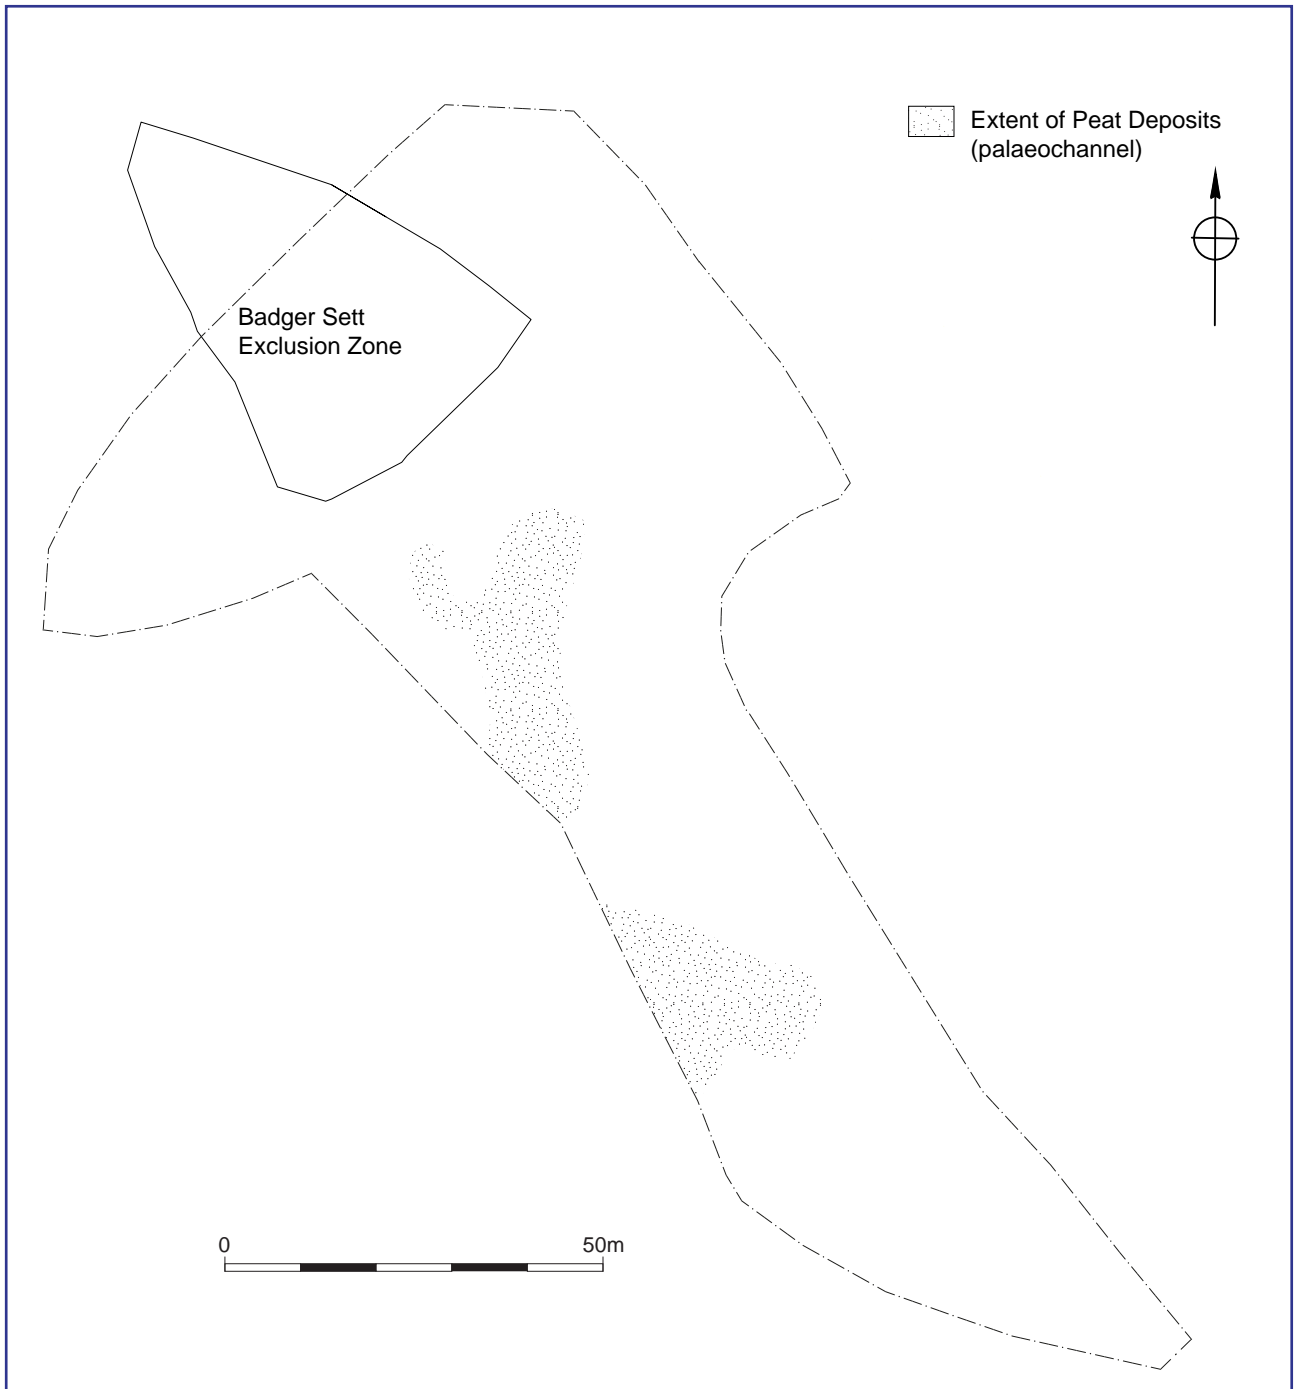 Extent of Peat Deposits
(palaeochannel)
Badger Sett
Exclusion Zone
0 50m